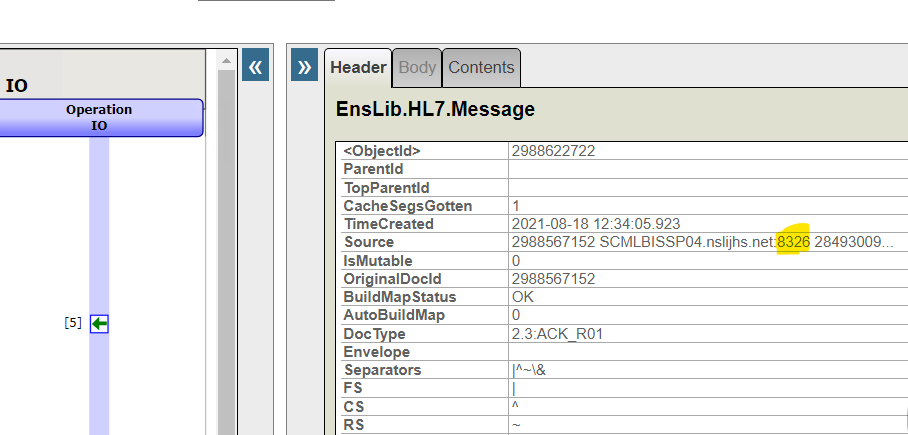 IO
Operation
IO
[5]
«
»
Header
Body
Contents
EnsLib.HL7.Message
<ObjectId> 2988622722
ParentId
TopParentId
CacheSegsGotten 1
TimeCreated 2021-08-18 12:34:05.923
Source 2988567152 SCMLBISSP04.nslijhs.net:8326 28493009...
IsMutable 0
OriginalDocId 2988567152
BuildMapStatus OK
AutoBuildMap 0
DocType 2.3:ACK_R01
Envelope
Separators |^~\&
FS |
CS ^
RS ~